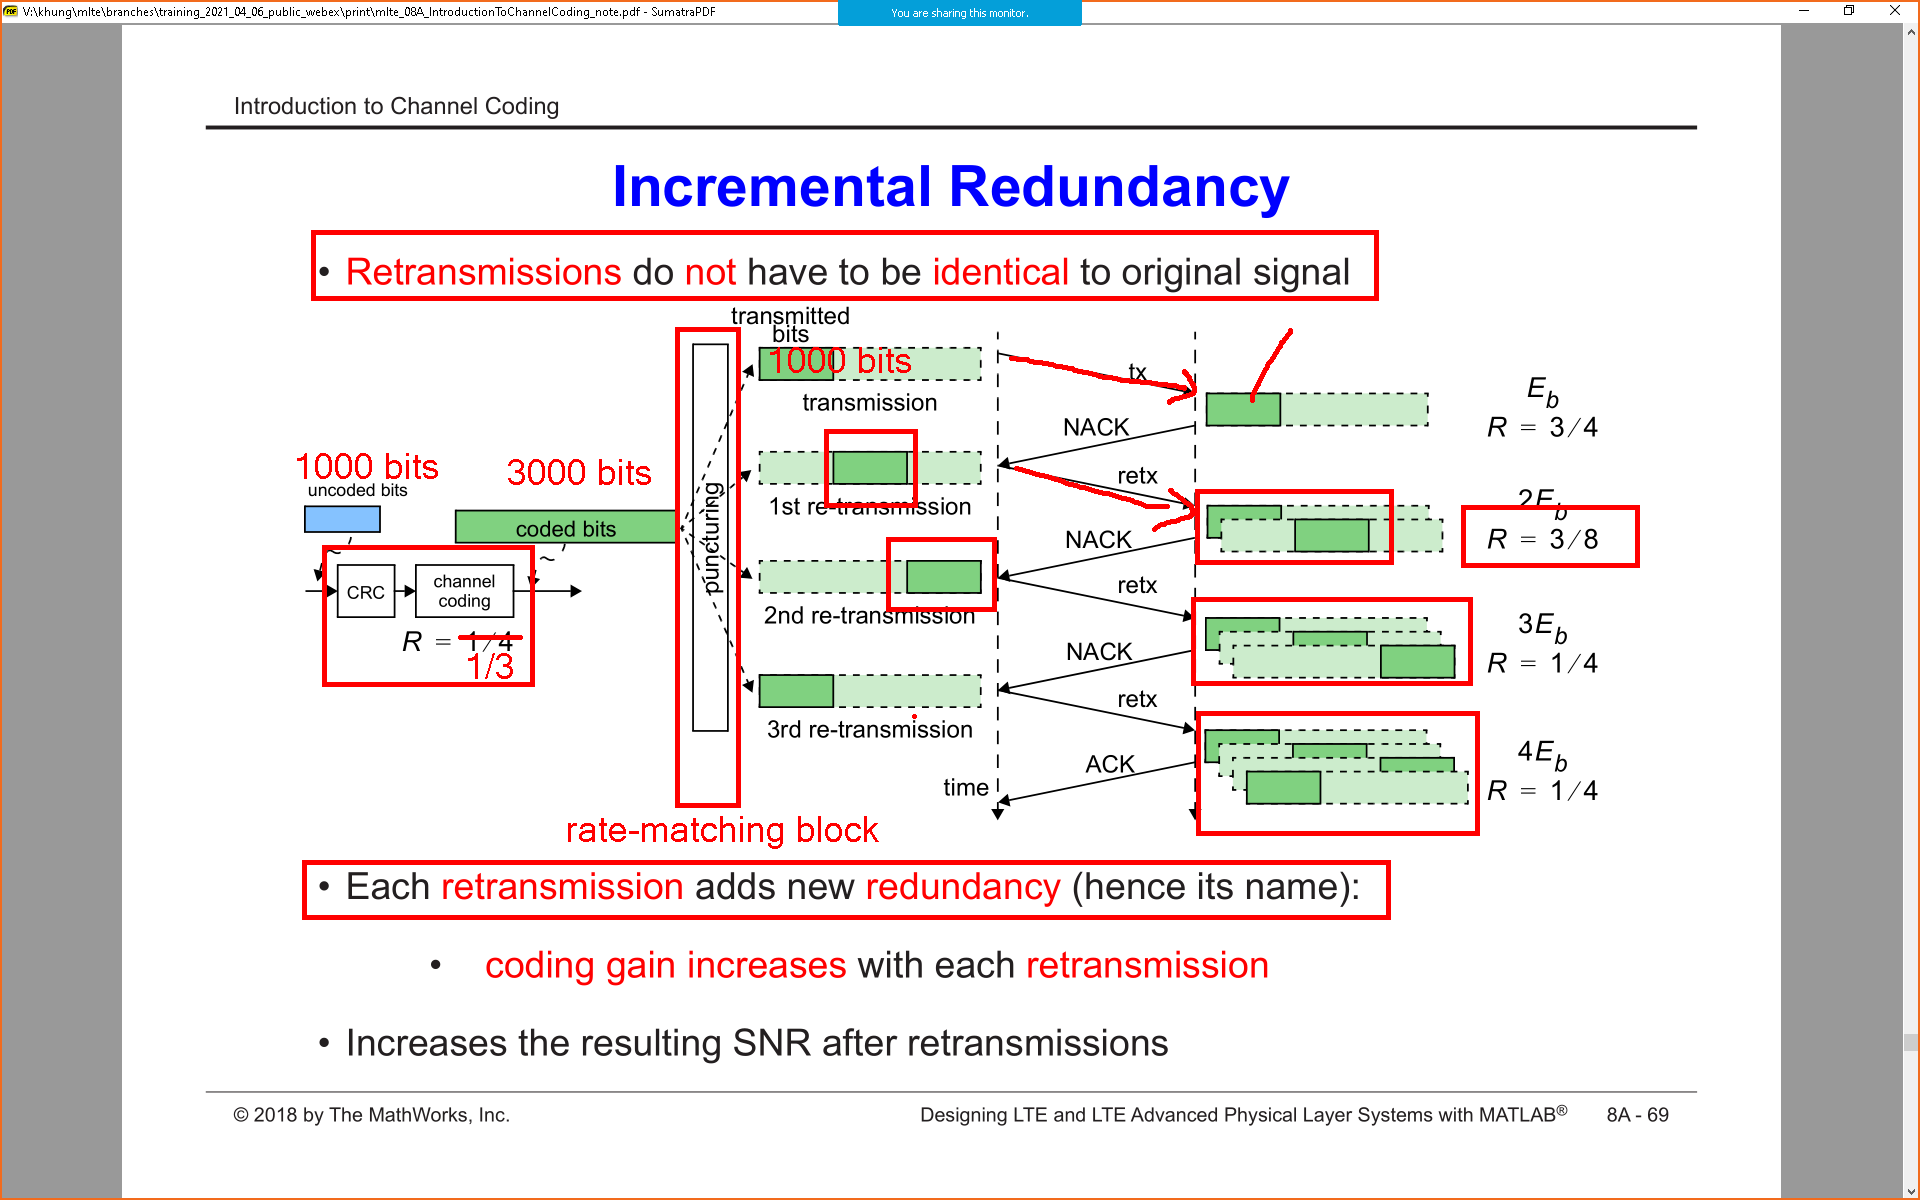 V:\khung\mlte\branches\training_2021_04_06_public_webex\print\mlte_08A_IntroductionToChannelCoding_note.pdf - SumatraPDF
You are sharing this monitor.
Introduction to Channel Coding
Incremental Redundancy
• Retransmissions do not have to be identical to original signal
transmitted
bits
1000 bits
transmission
1000 bits
uncoded bits
3000 bits
coded bits
CRC
channel
coding
R = 1/4
1/3
puncturing
1st re-transmission
2nd re-transmission
3rd re-transmission
rate-matching block
tx
NACK
retx
NACK
retx
NACK
retx
ACK
time
Eb
R = 3/4
2Eb
R = 3/8
3Eb
R = 1/4
4Eb
R = 1/4
• Each retransmission adds new redundancy (hence its name):
• coding gain increases with each retransmission
• Increases the resulting SNR after retransmissions
© 2018 by The MathWorks, Inc.
Designing LTE and LTE Advanced Physical Layer Systems with MATLAB®
8A - 69